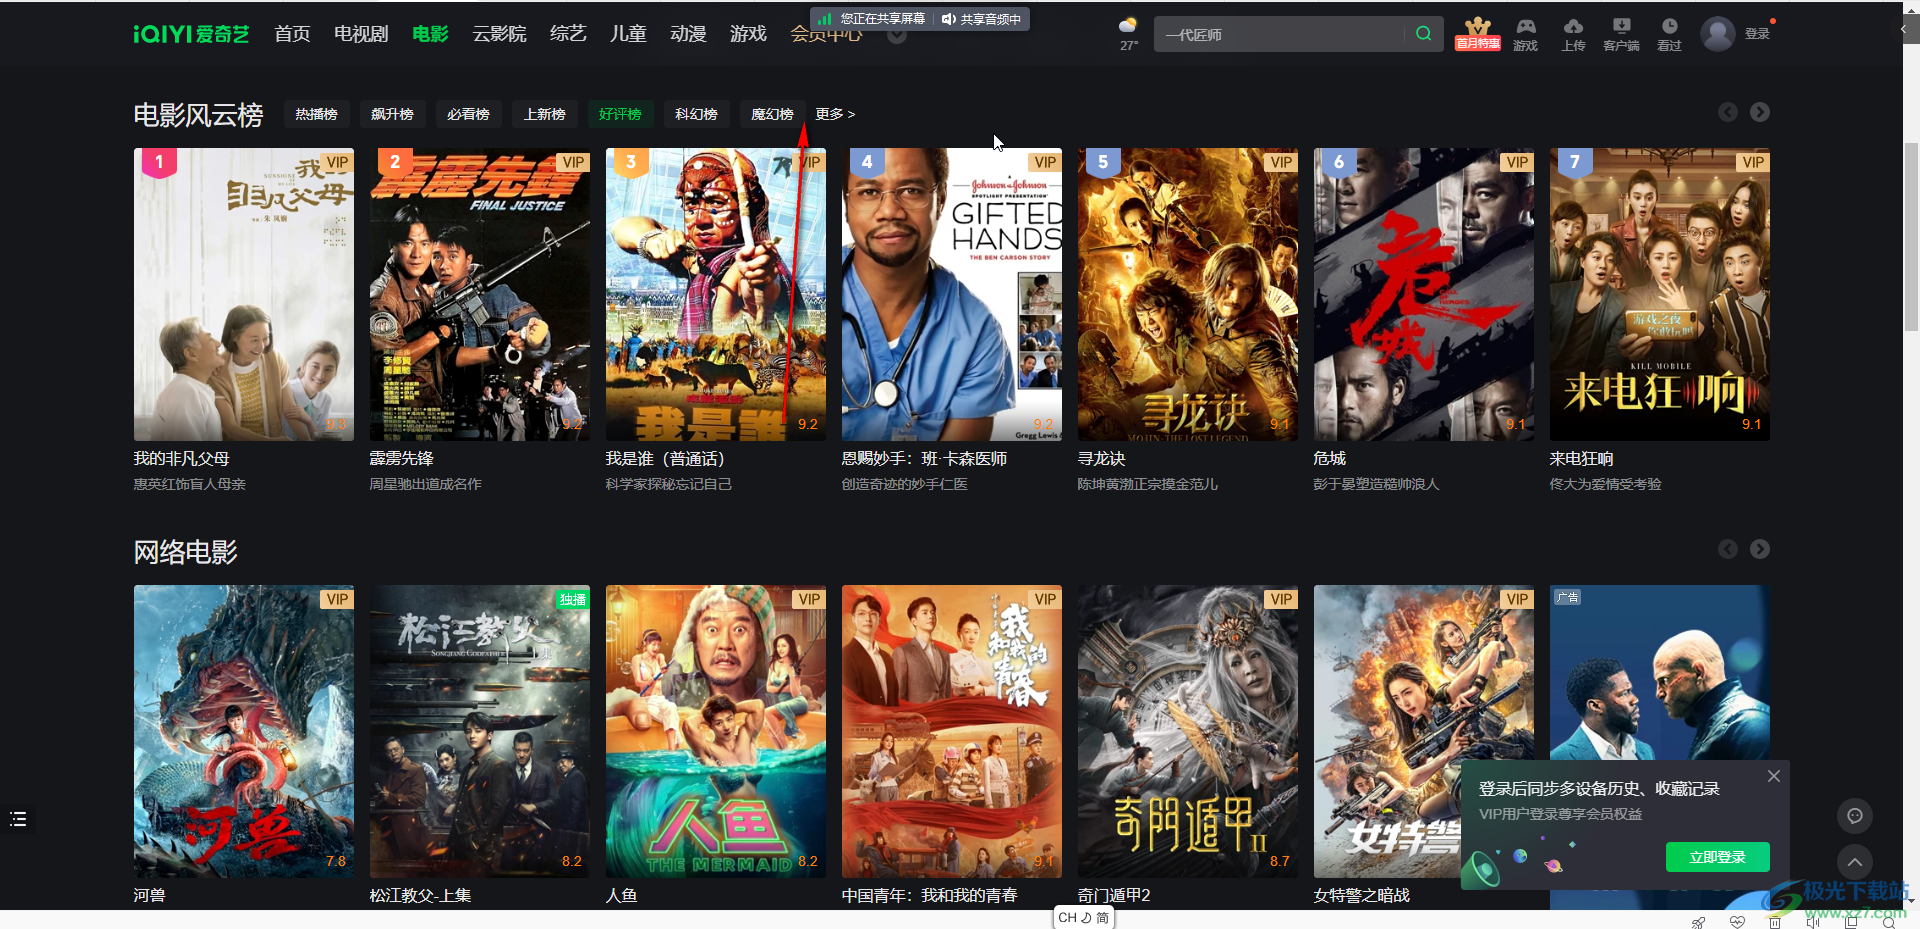 您正在共享屏幕 共享音频中
iQIYI 爱奇艺 首页 电视剧 电影 云影院 综艺 儿童 动漫 游戏 会员中心
27°
一代匠师
首月特惠 游戏 上传 客户端 看过 登录
电影风云榜 热播榜 飙升榜 必看榜 上新榜 好评榜 科幻榜 魔幻榜 更多 >
1 VIP
我的
非凡父母
9.3
2 VIP
霹雳先锋
FINAL JUSTICE
9.2
3 VIP
我是誰
9.2
4 VIP
Johnson & Johnson
SPOTLIGHT PRESENTATION
GIFTED
HANDS
THE BEN CARSON STORY
9.2
5 VIP
寻龙诀
MOJIN-THE LOST LEGEND
9.1
6 VIP
危城
CALL OF HEROES
9.1
7 VIP
KILL MOBILE
来电狂响
9.1
我的非凡父母
惠英红饰盲人母亲
霹雳先锋
周星驰出道成名作
我是谁（普通话）
科学家探秘忘记自己
恩赐妙手：班·卡森医师
创造奇迹的妙手仁医
寻龙诀
陈坤黄渤正宗摸金范儿
危城
彭于晏塑造糙帅浪人
来电狂响
佟大为爱情受考验
网络电影
VIP
河兽
7.8
独播
松江教父
SONGJIANG GODFATHER
上集
8.2
VIP
人鱼
THE MERMAID
8.2
VIP
我和我的青春
9.1
VIP
奇門遁甲II
8.7
VIP
女特警
广告
河兽
松江教父-上集
人鱼
中国青年：我和我的青春
奇门遁甲2
女特警之暗战
登录后同步多设备历史、收藏记录
VIP用户登录尊享会员权益
立即登录
CH 简
极光下载站
www.xz7.com